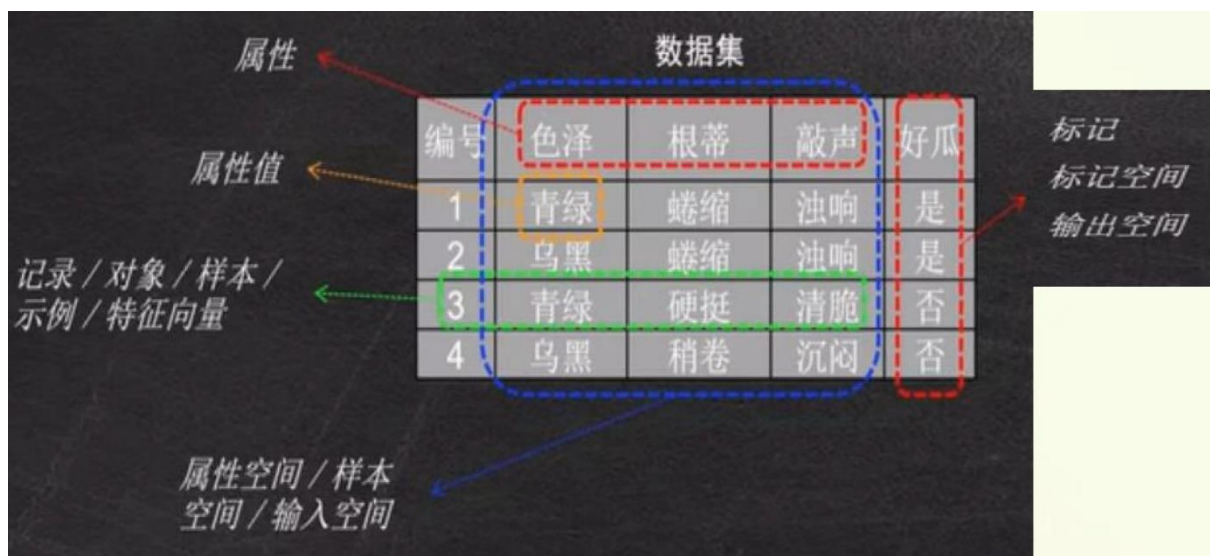 属性
数据集
编号 色泽 根蒂 敲声 好瓜
标记
标记空间
输出空间
属性值
1 青绿 蜷缩 浊响 是
2 乌黑 蜷缩 浊响 是
记录/对象/样本/
示例/特征向量
3 青绿 硬挺 清脆 否
4 乌黑 稍卷 沉闷 否
属性空间/样本
空间/输入空间